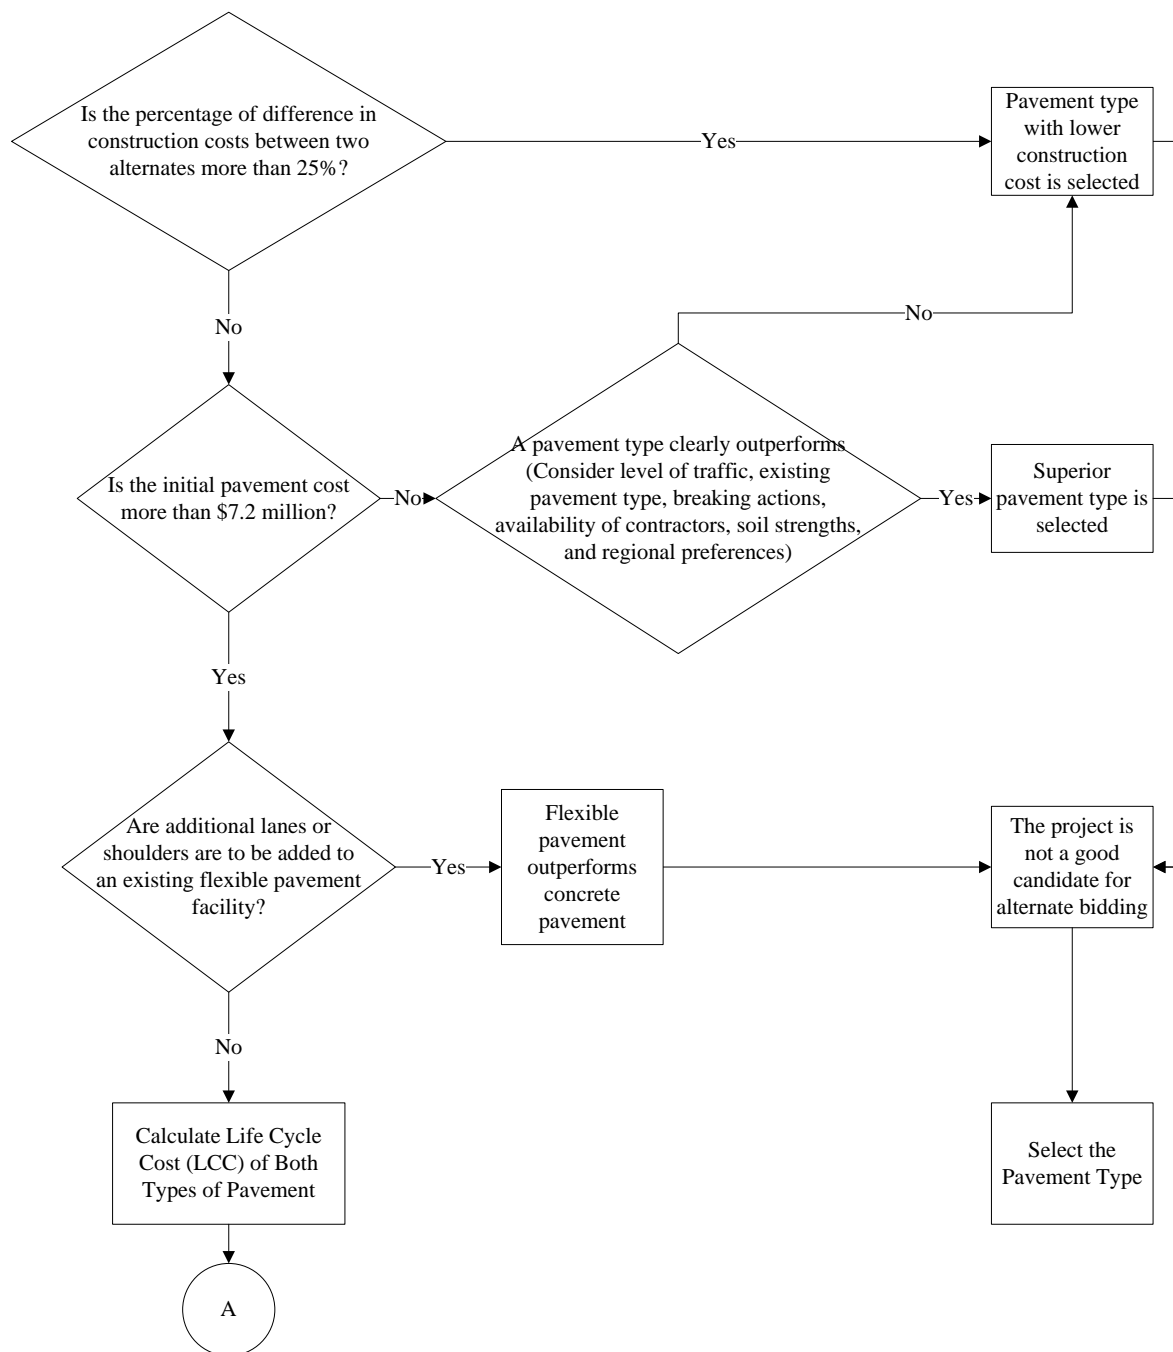 Is the percentage of difference in
construction costs between two
alternates more than 25%?
Yes
Pavement type
with lower
construction
cost is selected
No
No
Is the initial pavement cost
more than $7.2 million?
No
A pavement type clearly outperforms
(Consider level of traffic, existing
pavement type, breaking actions,
availability of contractors, soil strengths,
and regional preferences)
Yes
Superior
pavement type is
selected
Yes
Are additional lanes or
shoulders are to be added to
an existing flexible pavement
facility?
Yes
Flexible
pavement
outperforms
concrete
pavement
The project is
not a good
candidate for
alternate bidding
No
Calculate Life Cycle
Cost (LCC) of Both
Types of Pavement
Select the
Pavement Type
A